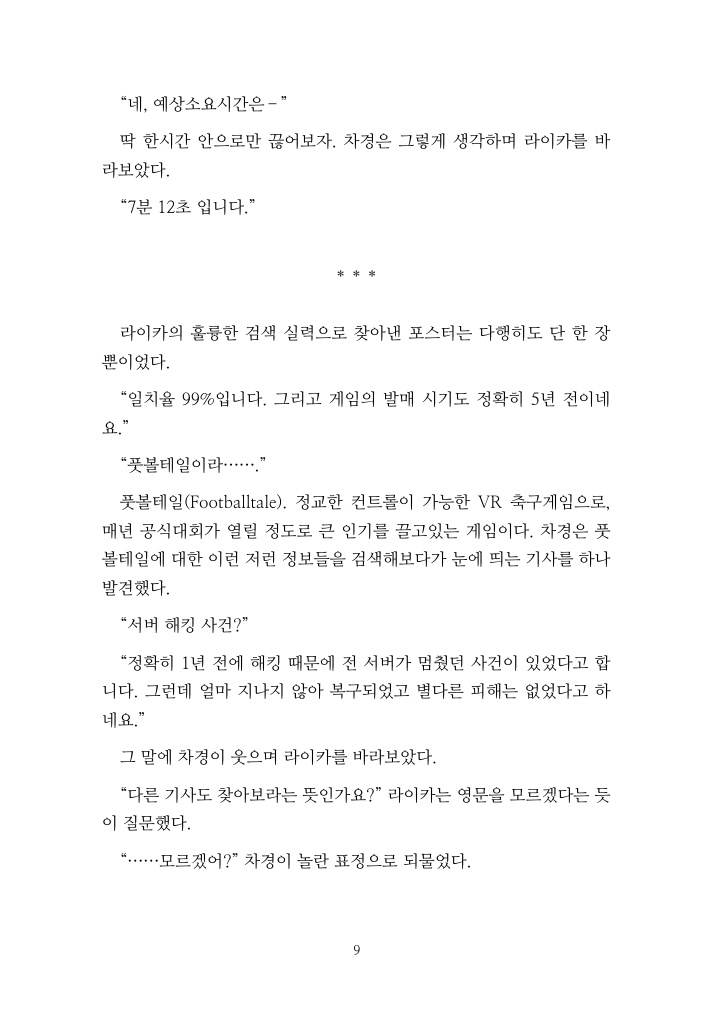 “네, 예상소요시간은 – ”
딱 한시간 안으로만 끊어보자. 차경은 그렇게 생각하며 라이카를 바
라보았다.
“7분 12초 입니다.”
* * *
라이카의 훌륭한 검색 실력으로 찾아낸 포스터는 다행히도 단 한 장
뿐이었다.
“일치율 99%입니다. 그리고 게임의 발매 시기도 정확히 5년 전이네
요.”
“풋볼테일이라…….”
풋볼테일(Footballtale). 정교한 컨트롤이 가능한 VR 축구게임으로,
매년 공식대회가 열릴 정도로 큰 인기를 끌고있는 게임이다. 차경은 풋
볼테일에 대한 이런 저런 정보들을 검색해보다가 눈에 띄는 기사를 하나
발견했다.
“서버 해킹 사건?”
“정확히 1년 전에 해킹 때문에 전 서버가 멈췄던 사건이 있었다고 합
니다. 그런데 얼마 지나지 않아 복구되었고 별다른 피해는 없었다고 하
네요.”
그 말에 차경이 웃으며 라이카를 바라보았다.
“다른 기사도 찾아보라는 뜻인가요?” 라이카는 영문을 모르겠다는 듯
이 질문했다.
“……모르겠어?” 차경이 놀란 표정으로 되물었다.
9